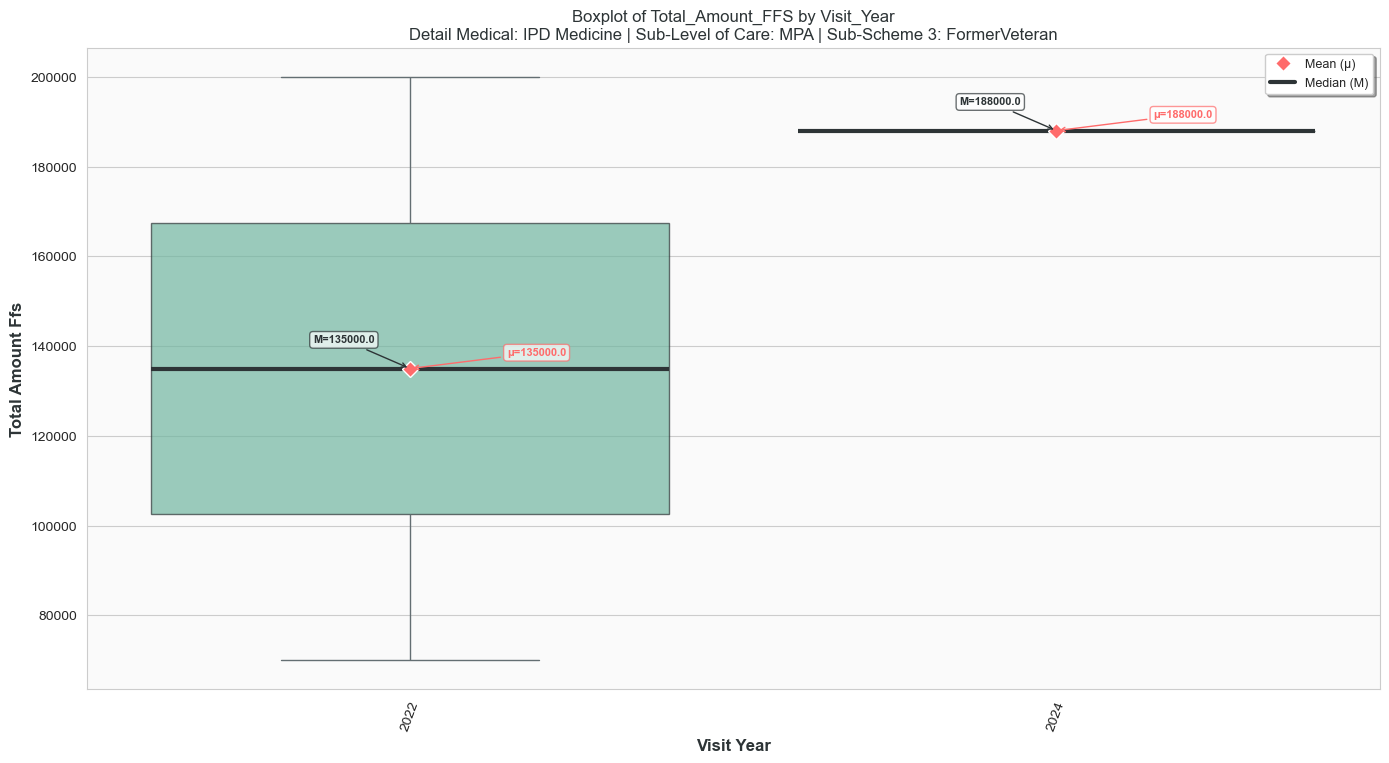 Boxplot of Total_Amount_FFS by Visit_Year
Detail Medical: IPD Medicine | Sub-Level of Care: MPA | Sub-Scheme 3: FormerVeteran
Mean (μ)
Median (M)
Total Amount Ffs
200000
180000
160000
140000
120000
100000
80000
M=135000.0
μ=135000.0
M=188000.0
μ=188000.0
2022
2024
Visit Year